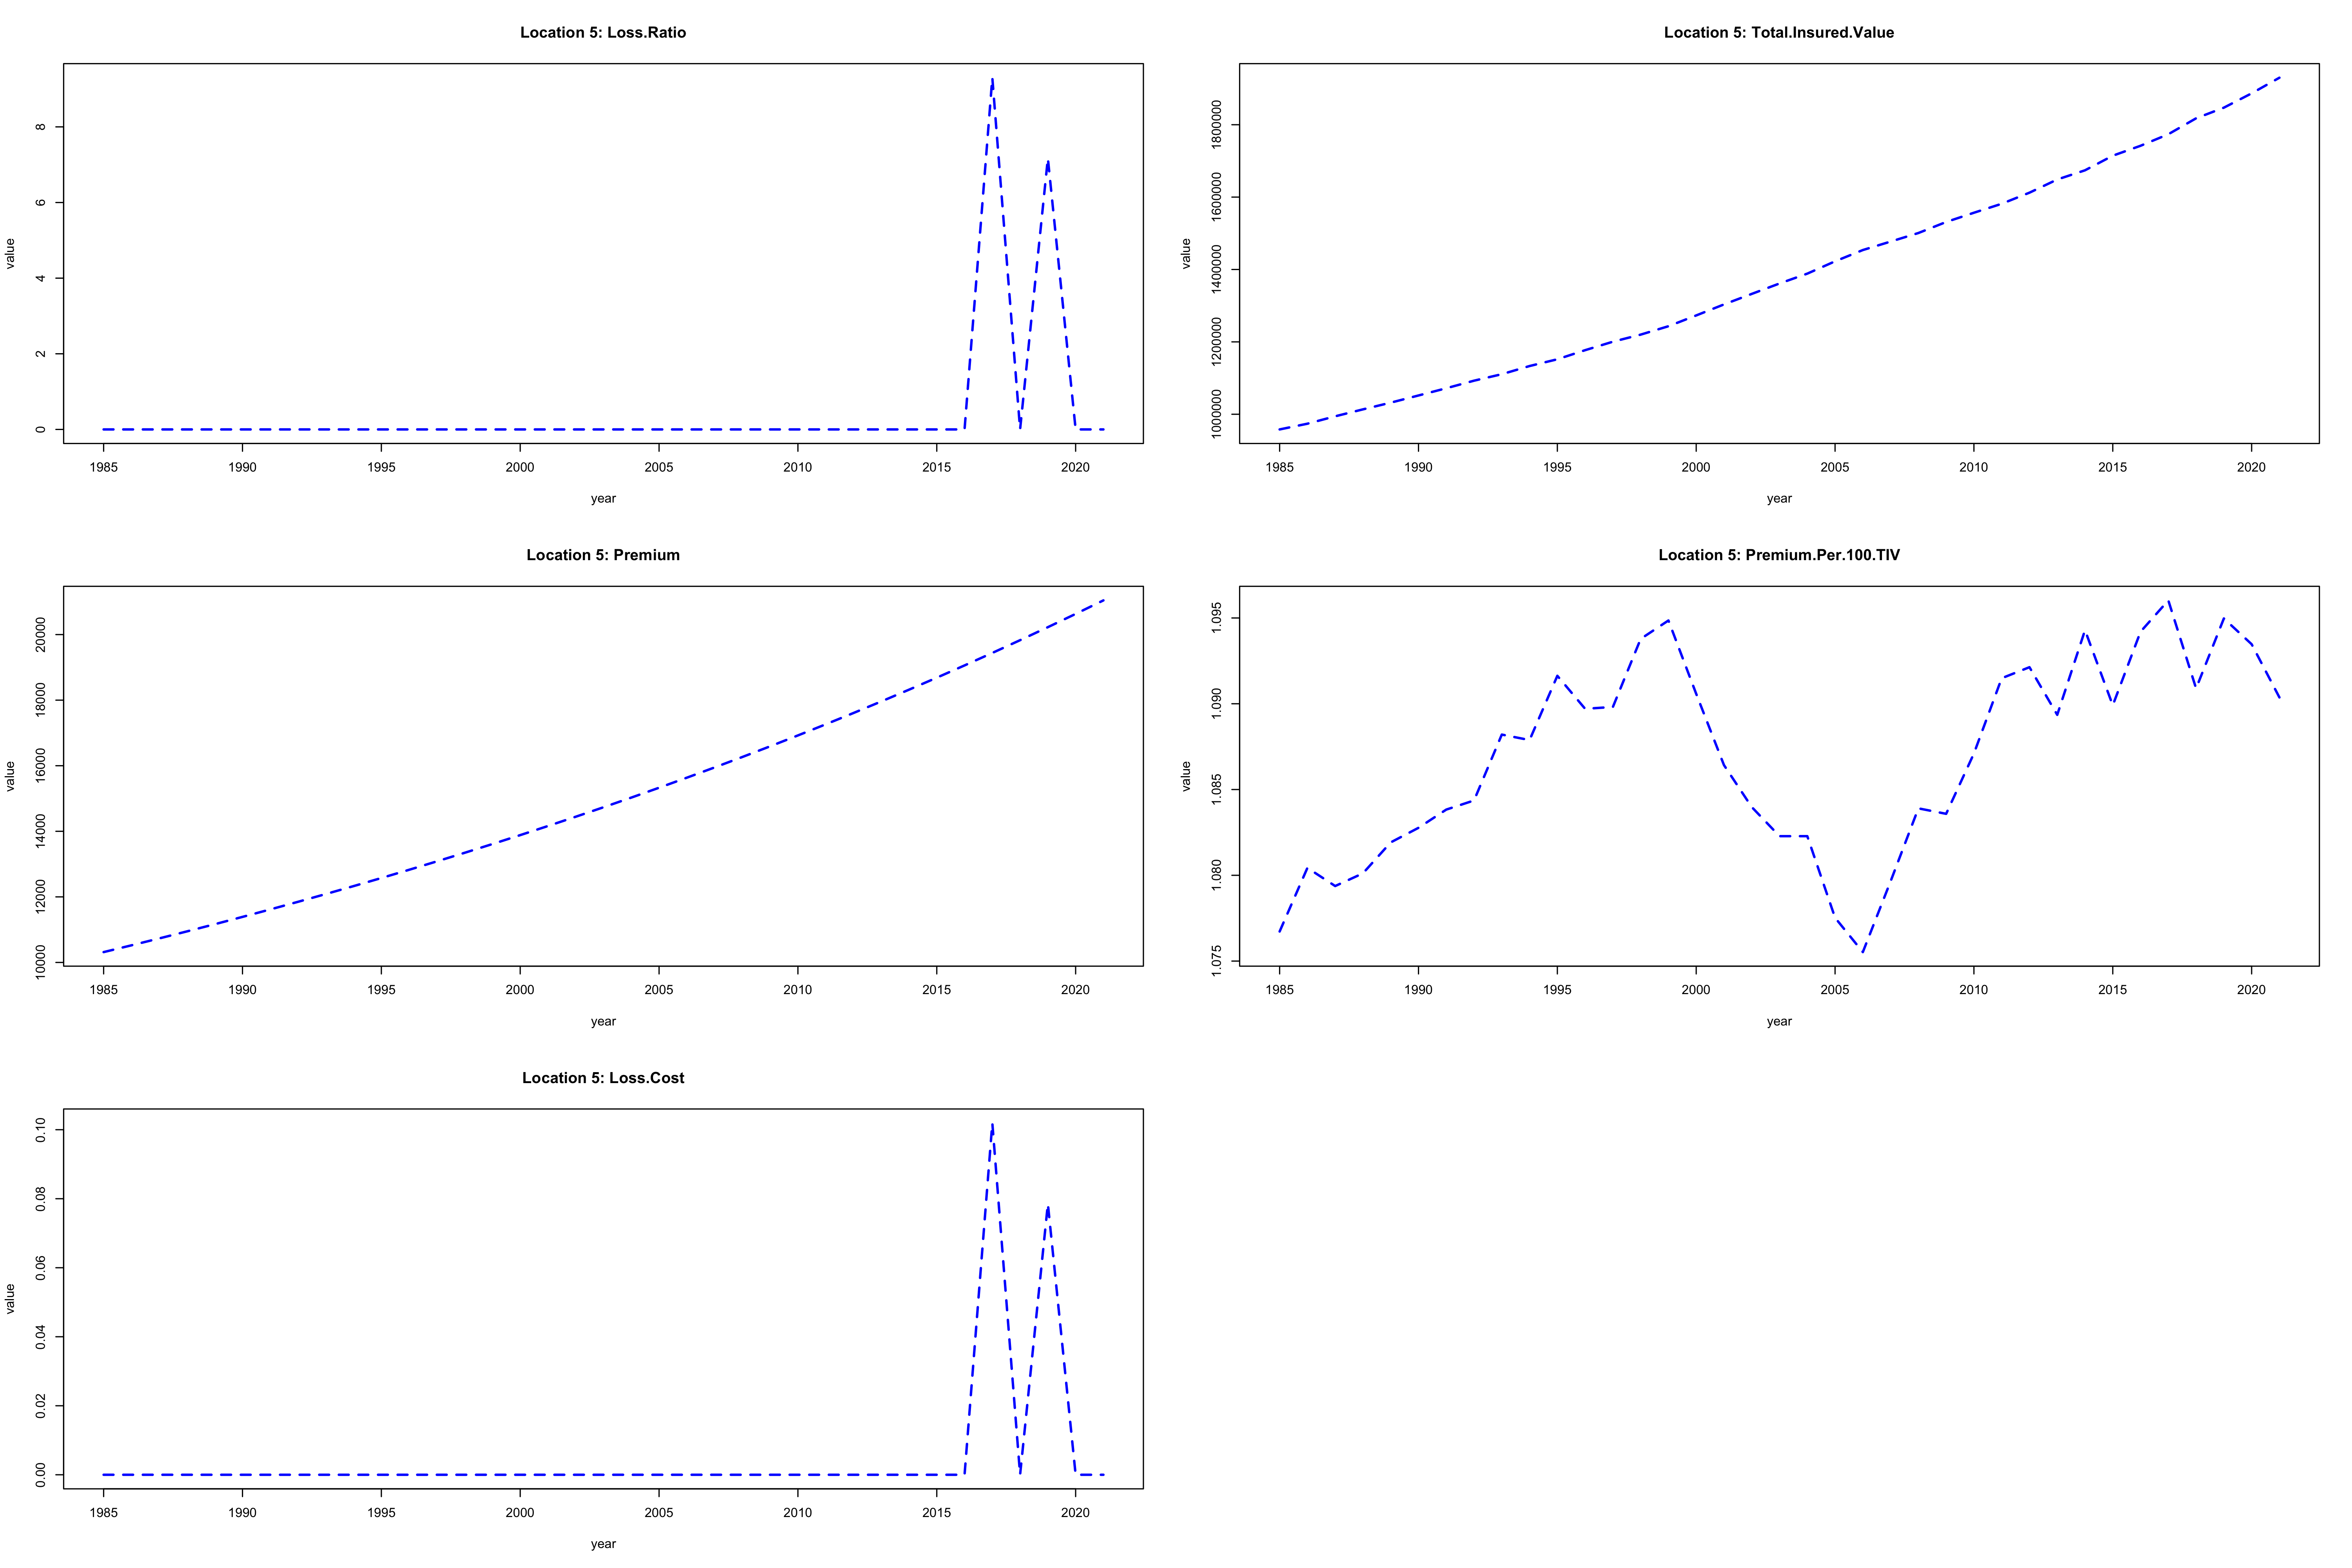 Location 5: Loss.Ratio
value
0
2
4
6
8
1985 1990 1995 2000 2005 2010 2015 2020
year
Location 5: Total.Insured.Value
value
1000000
1200000
1400000
1600000
1800000
1985 1990 1995 2000 2005 2010 2015 2020
year
Location 5: Premium
value
10000
12000
14000
16000
18000
20000
1985 1990 1995 2000 2005 2010 2015 2020
year
Location 5: Premium.Per.100.TIV
value
1.075
1.080
1.085
1.090
1.095
1985 1990 1995 2000 2005 2010 2015 2020
year
Location 5: Loss.Cost
value
0.00
0.02
0.04
0.06
0.08
0.10
1985 1990 1995 2000 2005 2010 2015 2020
year